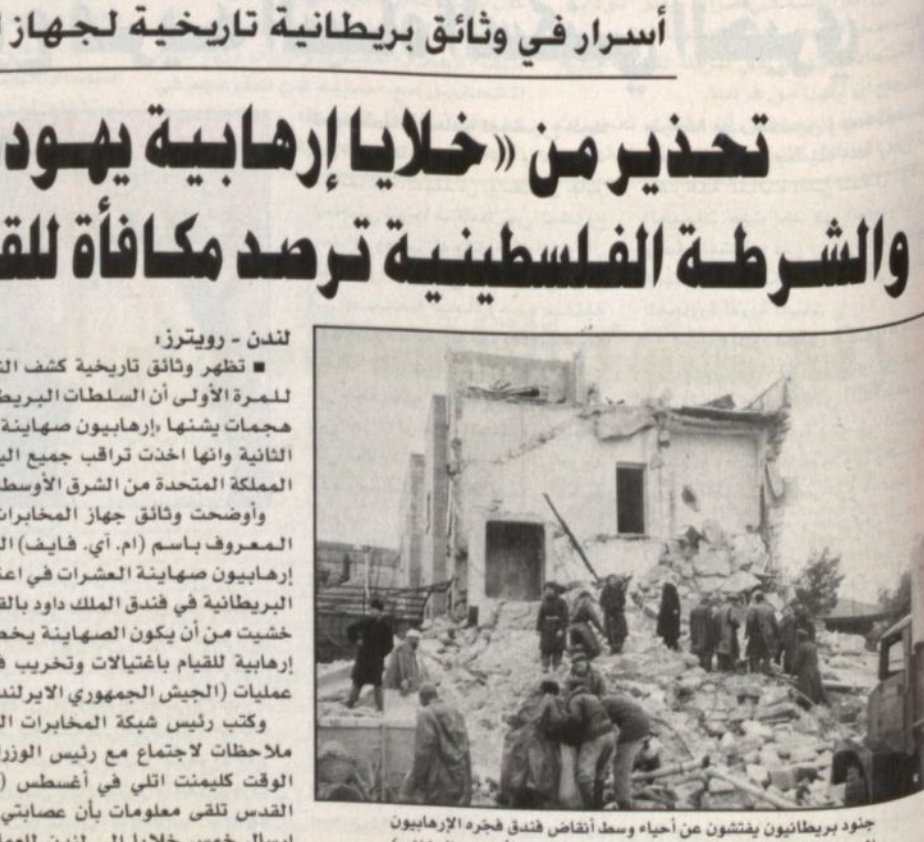 أسرار في وثائق بريطانية تاريخية لجهاز
تحذير من «خلايا إرهابية يهود
والشرطة الفلسطينية ترصد مكافأة للق
لندن - رويترز:
■ تظهر وثائق تاريخية كشف
للمرة الأولى أن السلطات البريط
هجمات يشنها «إرهابيون صهاينة
الثانية وانها اخذت تراقب جميع
المملكة المتحدة من الشرق الأوسط
وأوضحت وثائق جهاز المخابرات
المعروف باسم (ام. آي. فايف)
إرهابيون صهاينة العشرات في
البريطانية في فندق الملك داود
خشيت من أن يكون الصهاينة
إرهابية للقيام باغتيالات وتخريب
عمليات (الجيش الجمهوري الايرلند
وكتب رئيس شبكة المخابرات
ملاحظات لاجتماع مع رئيس الوزر
الوقت كليمنت اتلي في أغسطس (
القدس تلقى معلومات بأن عصابتي
جنود بريطانيون يفتشون عن أحياء وسط أنقاض فندق فجره الإرهابيون